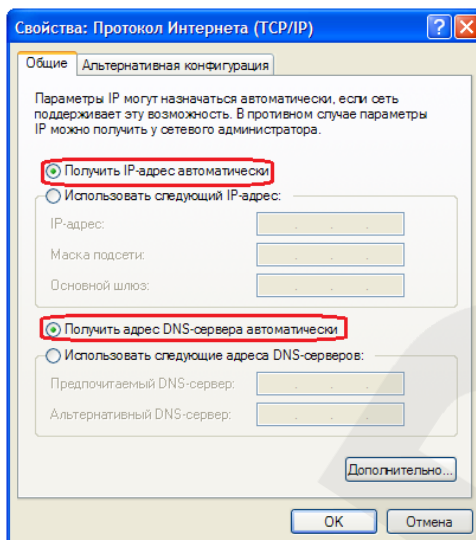 Свойства: Протокол Интернета (TCP/IP)
Общие
Альтернативная конфигурация
Параметры IP могут назначаться автоматически, если сеть
поддерживает эту возможность. В противном случае параметры
IP можно получить у сетевого администратора.
Получить IP-адрес автоматически
Использовать следующий IP-адрес:
IP-адрес:
Маска подсети:
Основной шлюз:
Получить адрес DNS-сервера автоматически
Использовать следующие адреса DNS-серверов:
Предпочитаемый DNS-сервер:
Альтернативный DNS-сервер:
Дополнительно...
OK
Отмена